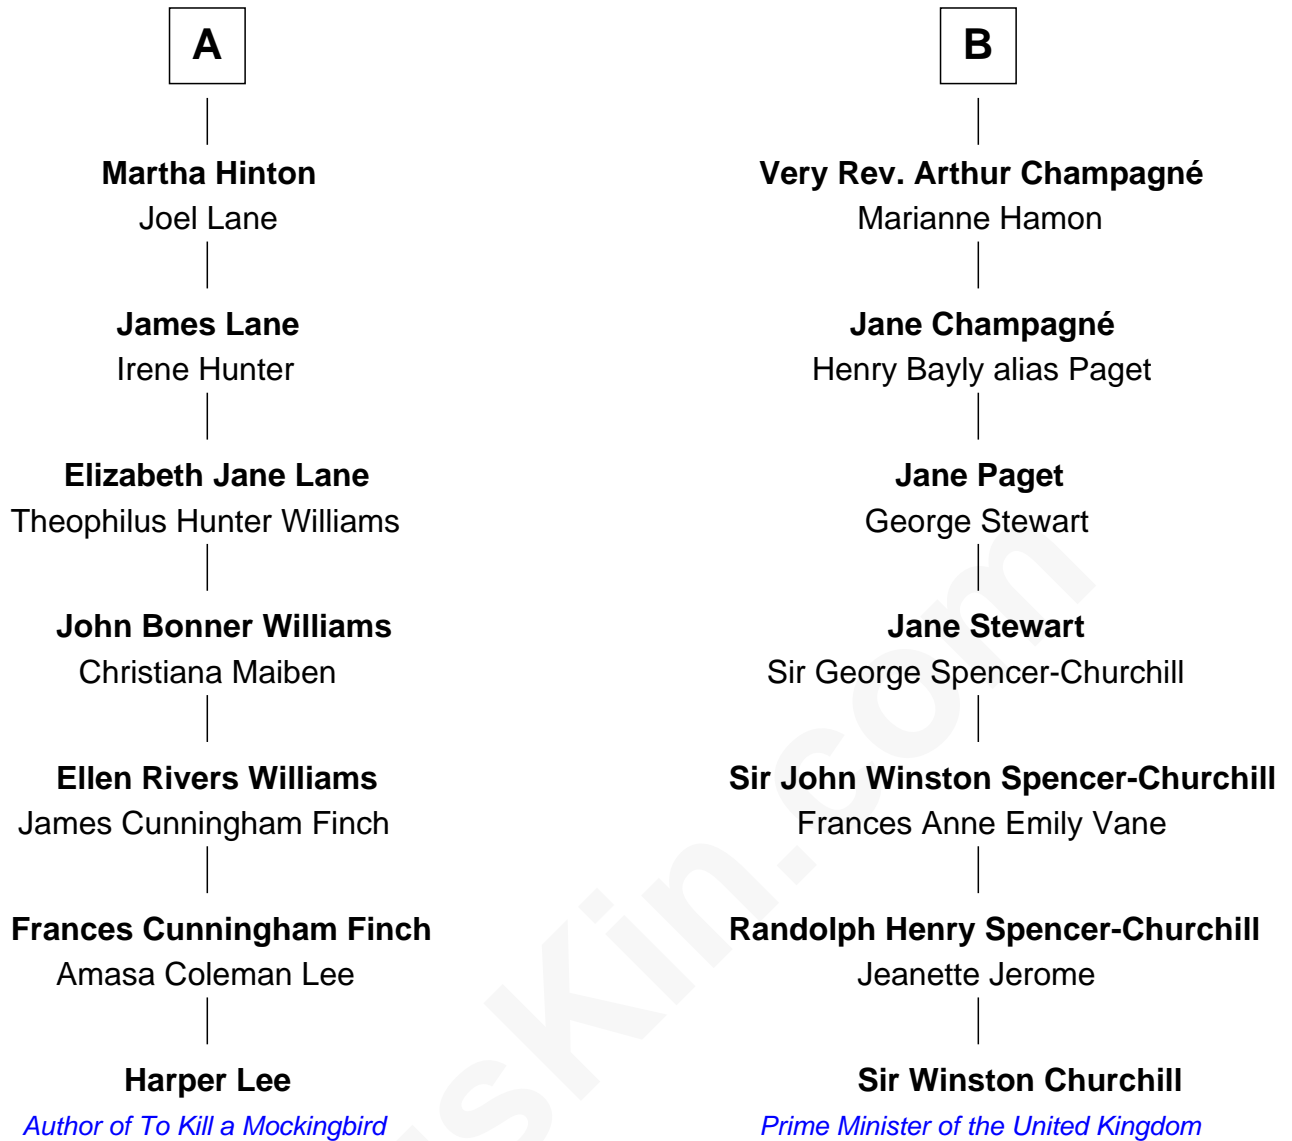 A
Martha Hinton
Joel Lane
James Lane
Irene Hunter
Elizabeth Jane Lane
Theophilus Hunter Williams
John Bonner Williams
Christiana Maiben
Ellen Rivers Williams
James Cunningham Finch
Frances Cunningham Finch
Amasa Coleman Lee
Harper Lee
Author of To Kill a Mockingbird
B
Very Rev. Arthur Champagné
Marianne Hamon
Jane Champagné
Henry Bayly alias Paget
Jane Paget
George Stewart
Jane Stewart
Sir George Spencer-Churchill
Sir John Winston Spencer-Churchill
Frances Anne Emily Vane
Randolph Henry Spencer-Churchill
Jeanette Jerome
Sir Winston Churchill
Prime Minister of the United Kingdom